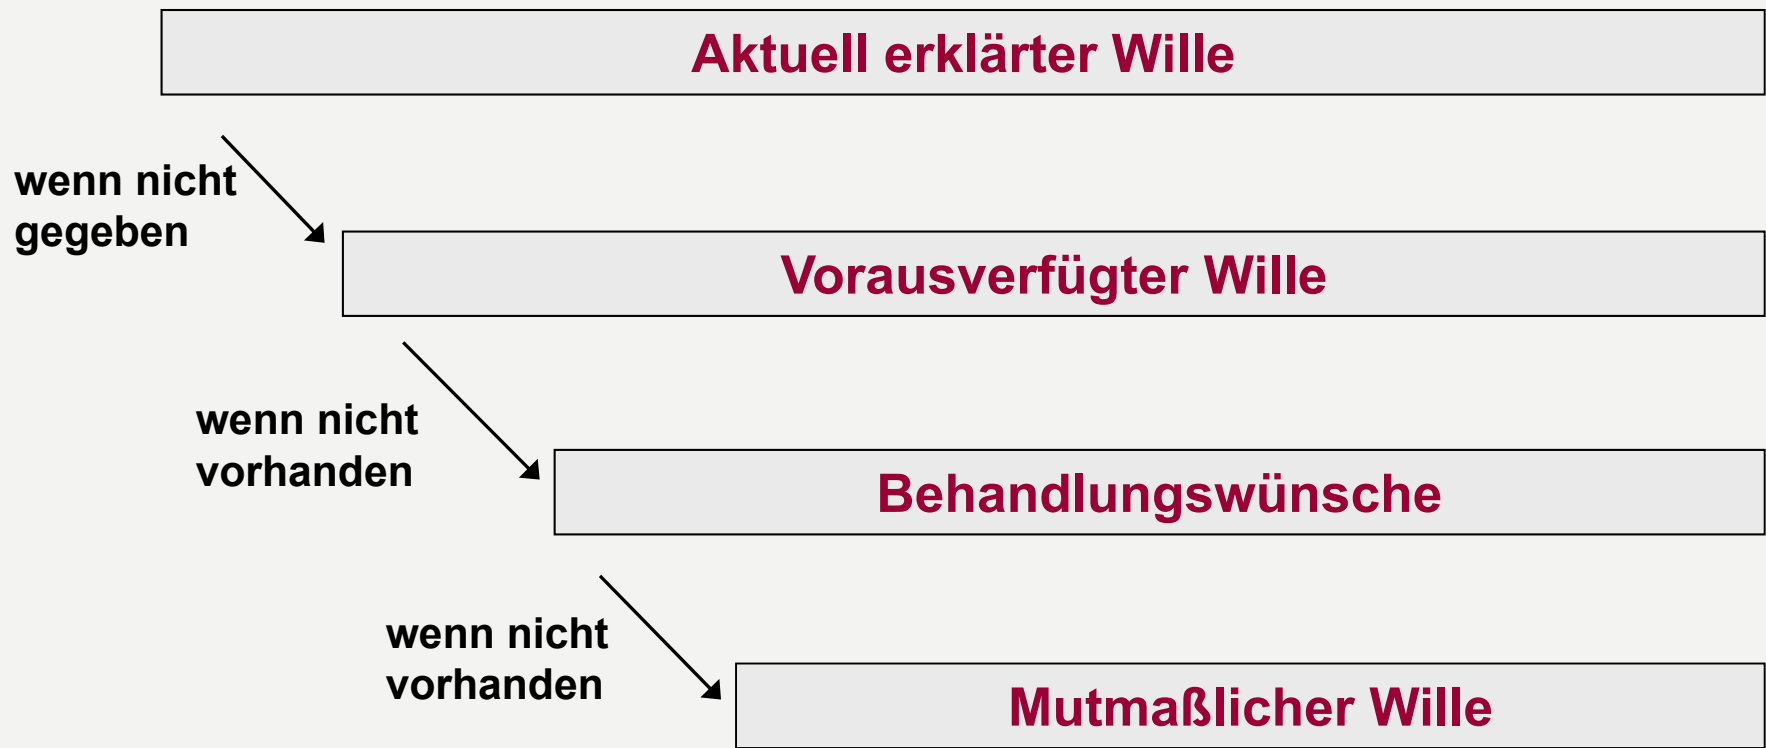 Aktuell erklärter Wille
wenn nicht
gegeben
Vorausverfügter Wille
wenn nicht
vorhanden
Behandlungswünsche
wenn nicht
vorhanden
Mutmaßlicher Wille